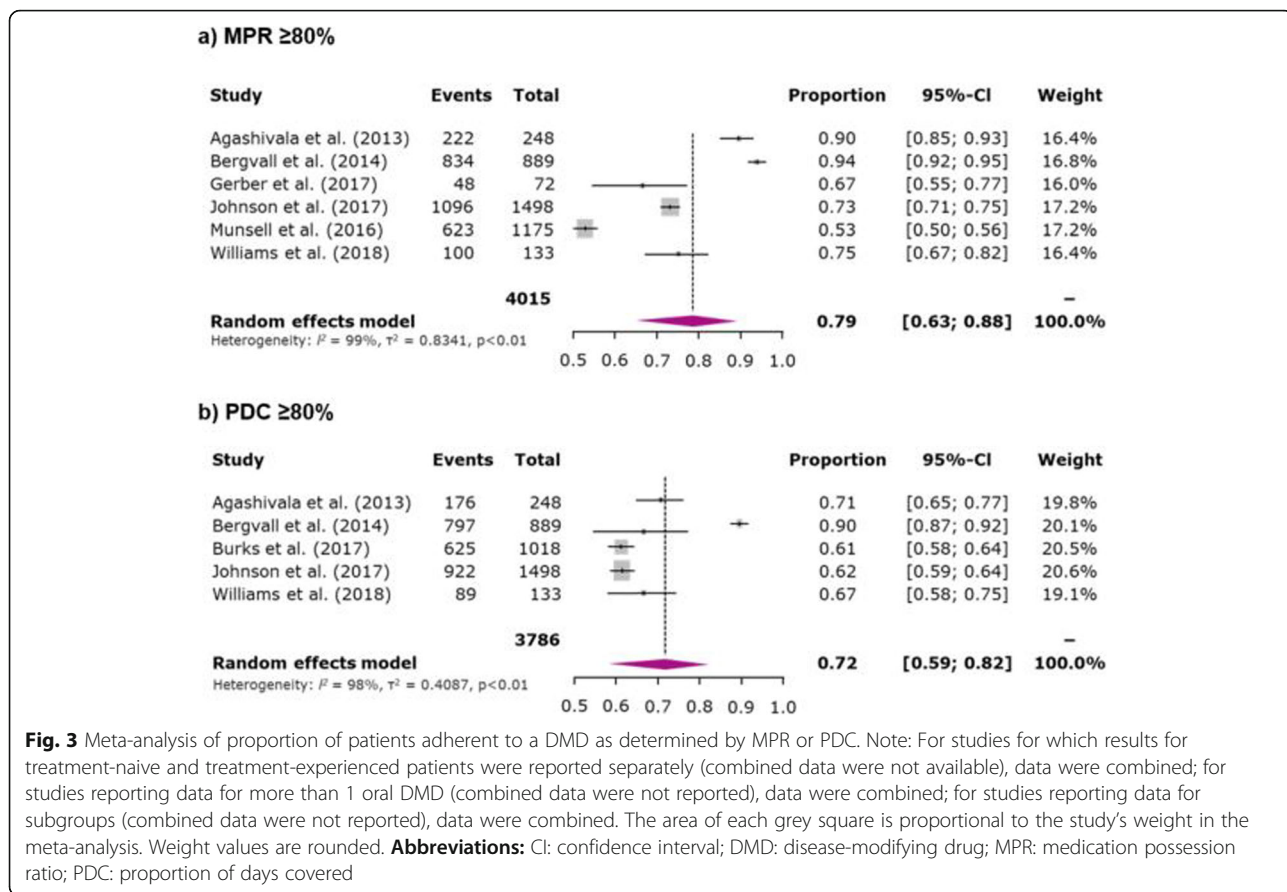 a) MPR ≥80%
Study Events Total Proportion 95%-CI Weight
Agashivala et al. (2013) 222 248 0.90 [0.85; 0.93] 16.4%
Bergvall et al. (2014) 834 889 0.94 [0.92; 0.95] 16.8%
Gerber et al. (2017) 48 72 0.67 [0.55; 0.77] 16.0%
Johnson et al. (2017) 1096 1498 0.73 [0.71; 0.75] 17.2%
Munsell et al. (2016) 623 1175 0.53 [0.50; 0.56] 17.2%
Williams et al. (2018) 100 133 0.75 [0.67; 0.82] 16.4%
4015 –
Random effects model 0.79 [0.63; 0.88] 100.0%
Heterogeneity: I² = 99%, τ² = 0.8341, p<0.01
0.5 0.6 0.7 0.8 0.9 1.0
b) PDC ≥80%
Study Events Total Proportion 95%-CI Weight
Agashivala et al. (2013) 176 248 0.71 [0.65; 0.77] 19.8%
Bergvall et al. (2014) 797 889 0.90 [0.87; 0.92] 20.1%
Burks et al. (2017) 625 1018 0.61 [0.58; 0.64] 20.5%
Johnson et al. (2017) 922 1498 0.62 [0.59; 0.64] 20.6%
Williams et al. (2018) 89 133 0.67 [0.58; 0.75] 19.1%
3786 –
Random effects model 0.72 [0.59; 0.82] 100.0%
Heterogeneity: I² = 98%, τ² = 0.4087, p<0.01
0.5 0.6 0.7 0.8 0.9 1.0
Fig. 3 Meta-analysis of proportion of patients adherent to a DMD as determined by MPR or PDC. Note: For studies for which results for
treatment-naive and treatment-experienced patients were reported separately (combined data were not available), data were combined; for
studies reporting data for more than 1 oral DMD (combined data were not reported), data were combined; for studies reporting data for
subgroups (combined data were not reported), data were combined. The area of each grey square is proportional to the study's weight in the
meta-analysis. Weight values are rounded. Abbreviations: CI: confidence interval; DMD: disease-modifying drug; MPR: medication possession
ratio; PDC: proportion of days covered